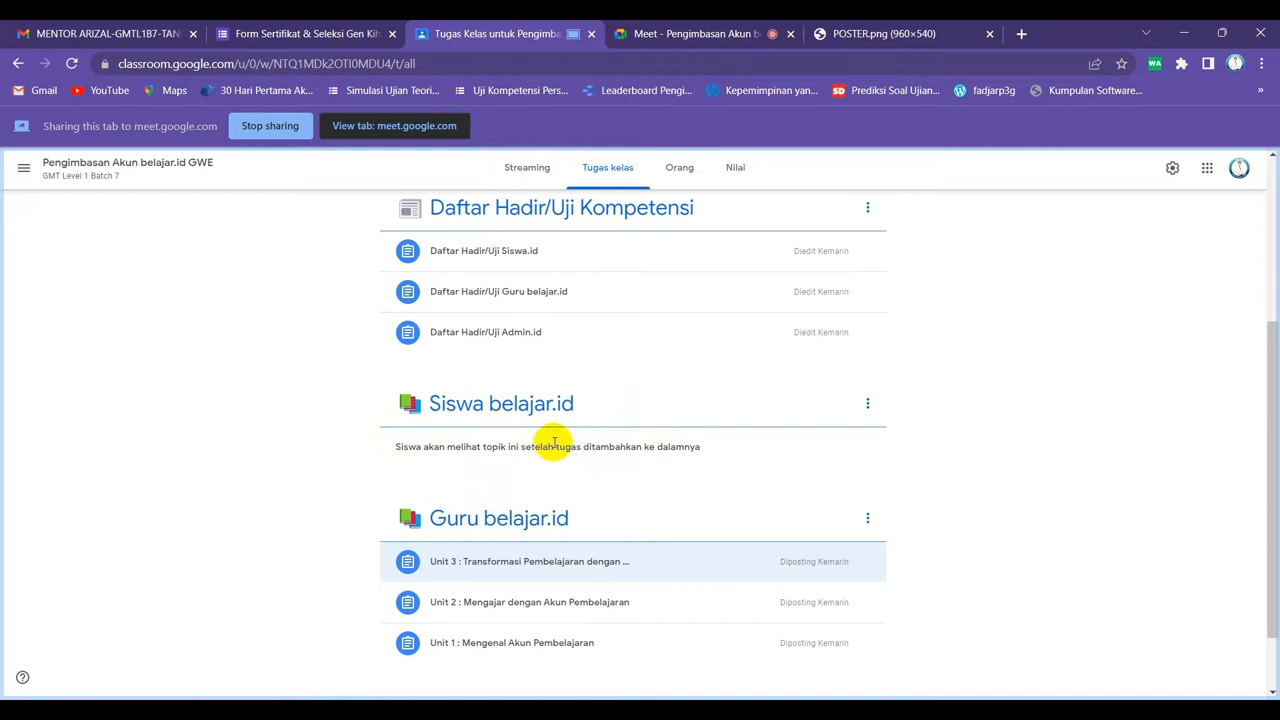 MENTOR ARIZAL-GMTL1B7-TAN
Form Sertifikat & Seleksi Gen Kih
Tugas Kelas untuk Pengimba
Meet - Pengimbasan Akun b
POSTER.png (960×540)
classroom.google.com/u/0/w/NTQ1MDk2OTI0MDU4/t/all
WA
Gmail
YouTube
Maps
30 Hari Pertama Ak...
Simulasi Ujian Teori...
Uji Kompetensi Pers...
Leaderboard Pengi...
Kepemimpinan yan...
SD Prediksi Soal Ujian...
fadjarp3g
Kumpulan Software...
Sharing this tab to meet.google.com
Stop sharing
View tab: meet.google.com
Pengimbasan Akun belajar.id GWE
GMT Level 1 Batch 7
Streaming
Tugas kelas
Orang
Nilai
Daftar Hadir/Uji Kompetensi
Daftar Hadir/Uji Siswa.id Diedit Kemarin
Daftar Hadir/Uji Guru belajar.id Diedit Kemarin
Daftar Hadir/Uji Admin.id Diedit Kemarin
Siswa belajar.id
Siswa akan melihat topik ini setelah tugas ditambahkan ke dalamnya
Guru belajar.id
Unit 3 : Transformasi Pembelajaran dengan ... Diposting Kemarin
Unit 2 : Mengajar dengan Akun Pembelajaran Diposting Kemarin
Unit 1 : Mengenal Akun Pembelajaran Diposting Kemarin